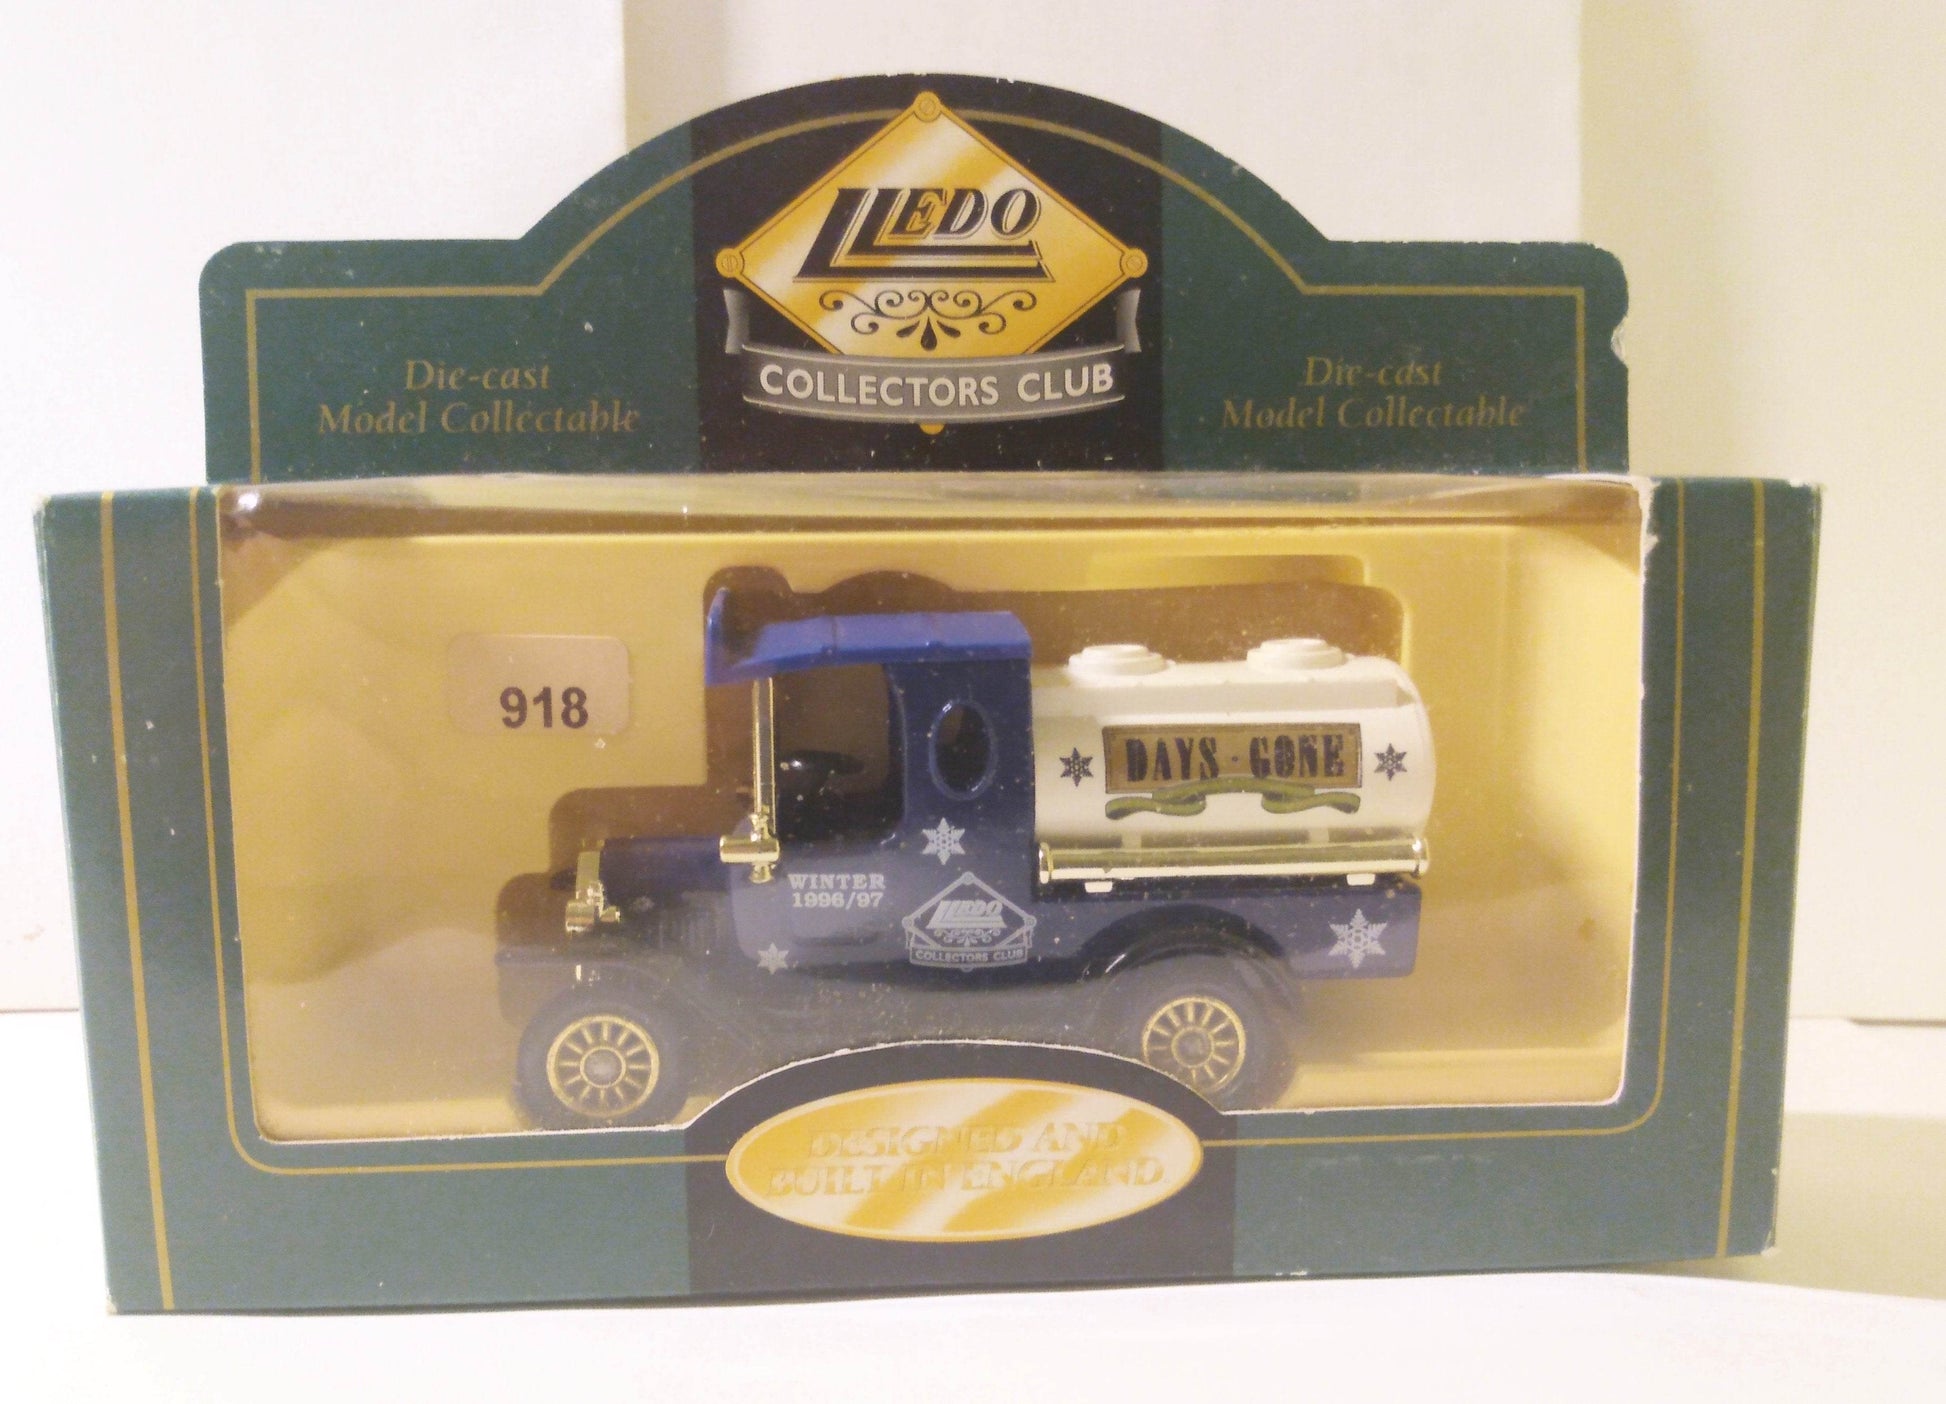 LLEDO
COLLECTORS CLUB
Die-cast
Model Collectable
Die-cast
Model Collectable
918
DAYS - GONE
WINTER
1996/97
LLEDO
COLLECTORS CLUB
DESIGNED AND
BUILT IN ENGLAND